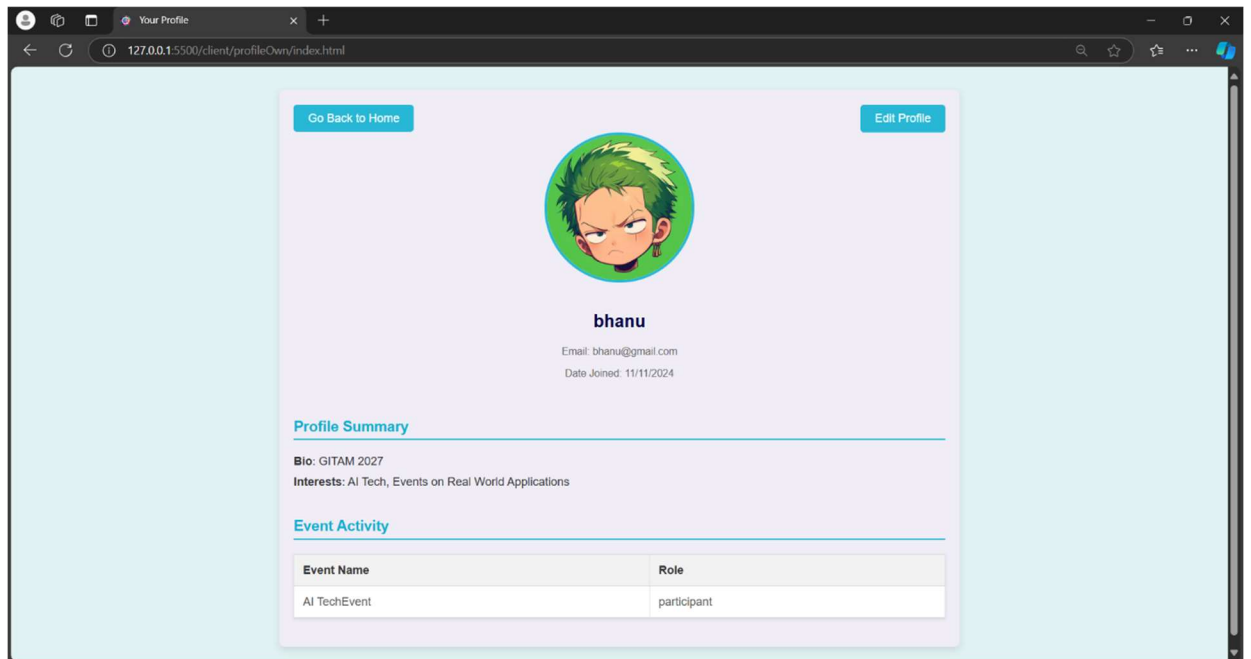 Your Profile
127.0.0.1:5500/client/profileOwn/index.html
Go Back to Home
Edit Profile
bhanu
Email: bhanu@gmail.com
Date Joined: 11/11/2024
Profile Summary
Bio: GITAM 2027
Interests: AI Tech, Events on Real World Applications
Event Activity
Event Name Role
AI TechEvent participant